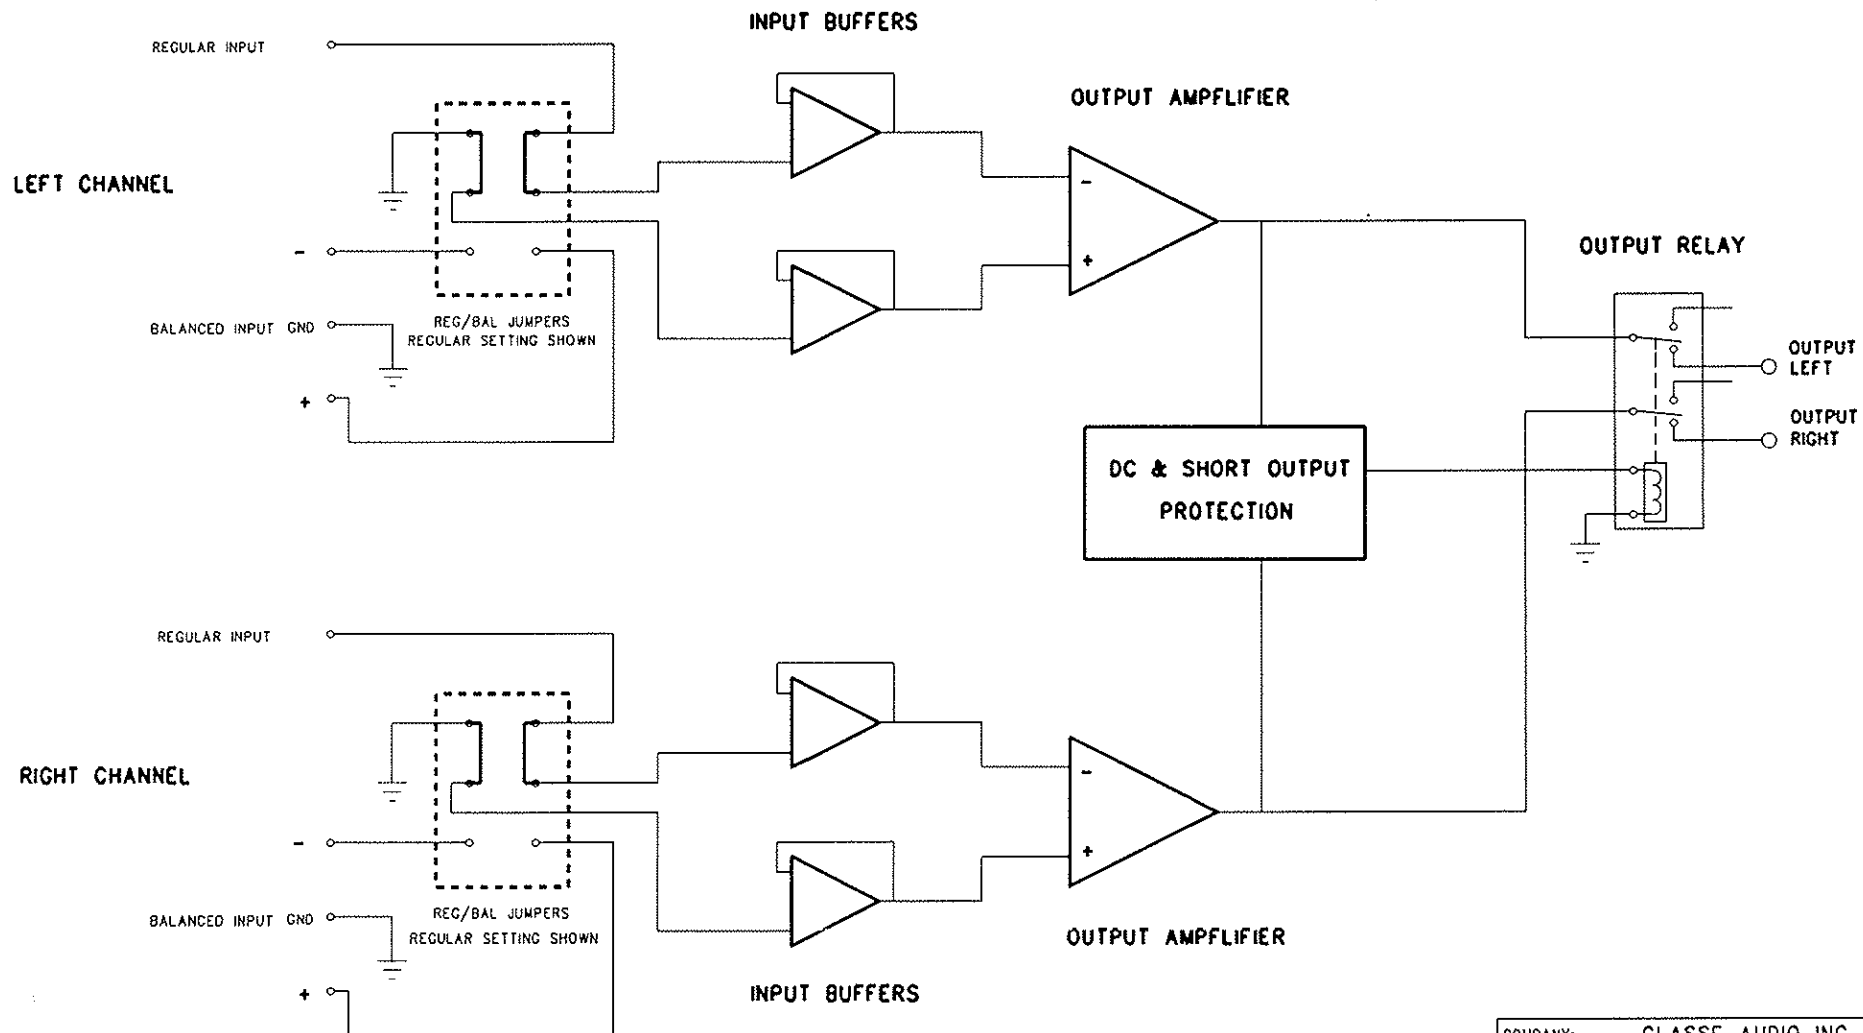 INPUT BUFFERS
REGULAR INPUT
OUTPUT AMPFLIFIER
LEFT CHANNEL
-
+
OUTPUT RELAY
-
BALANCED INPUT GND
REG/BAL JUMPERS
REGULAR SETTING SHOWN
+
OUTPUT
LEFT
OUTPUT
RIGHT
DC & SHORT OUTPUT
PROTECTION
REGULAR INPUT
RIGHT CHANNEL
-
+
-
BALANCED INPUT GND
REG/BAL JUMPERS
REGULAR SETTING SHOWN
OUTPUT AMPFLIFIER
+
INPUT BUFFERS
COMPANY: CLASSE AUDIO INC